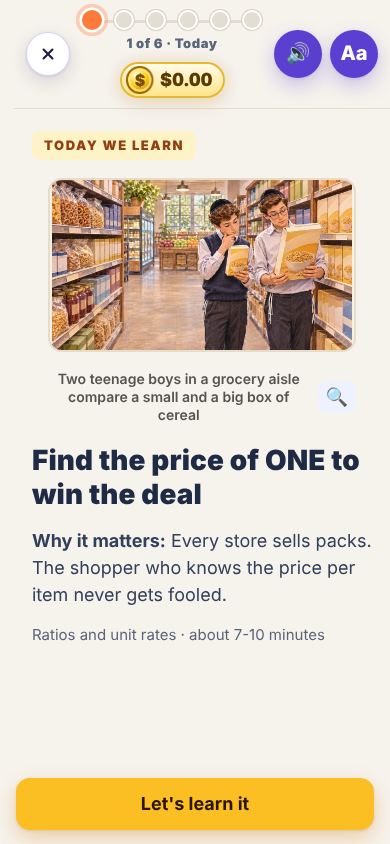 1 of 6 · Today
$ $0.00
Aa
TODAY WE LEARN
Two teenage boys in a grocery aisle
compare a small and a big box of
cereal
Find the price of ONE to
win the deal
Why it matters: Every store sells packs.
The shopper who knows the price per
item never gets fooled.
Ratios and unit rates · about 7-10 minutes
Let's learn it